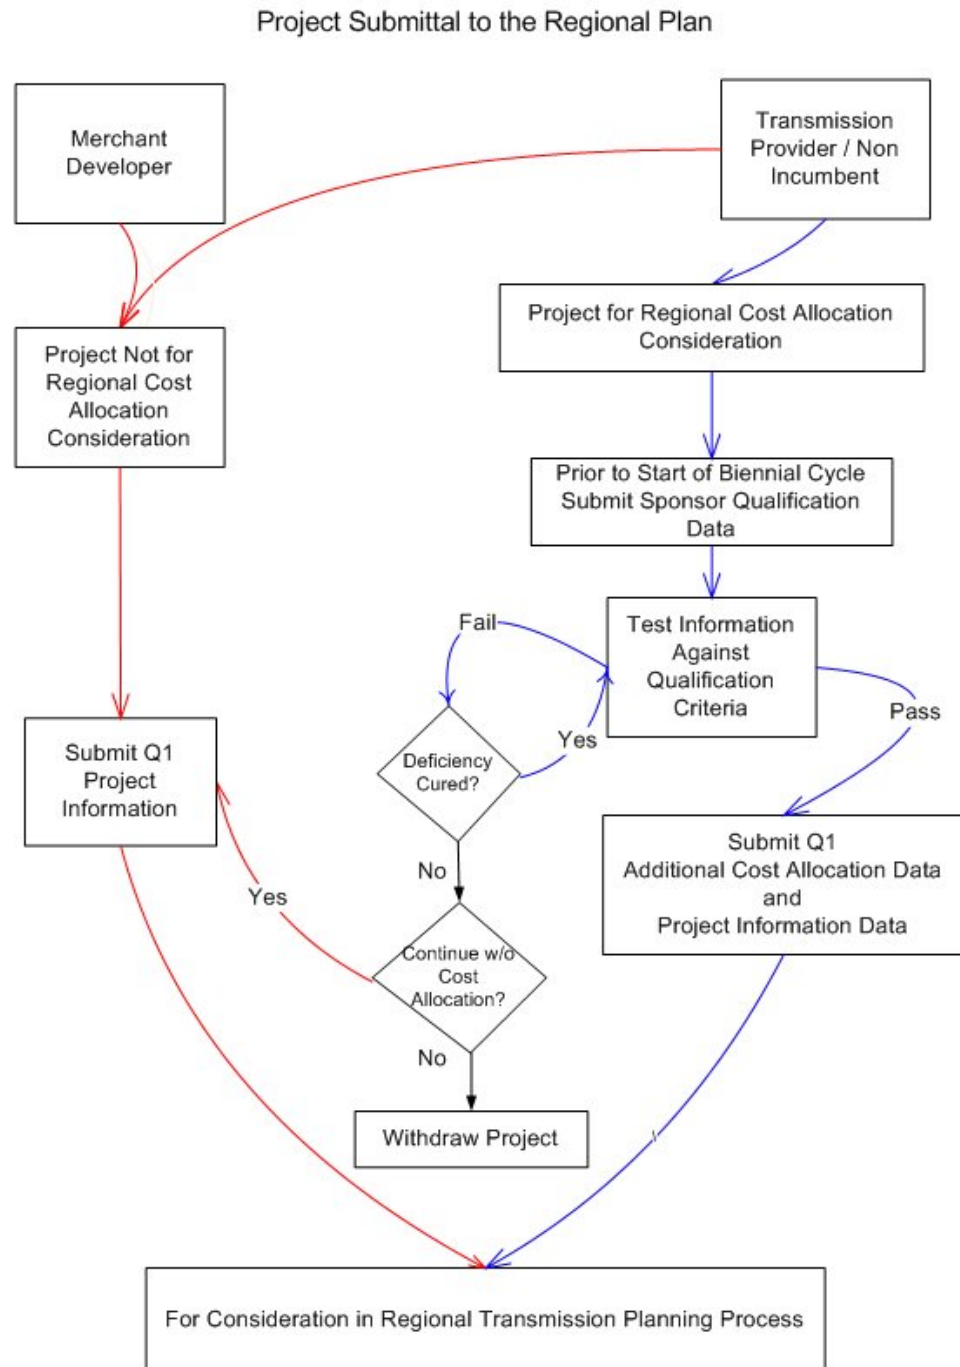 Project Submittal to the Regional Plan
Merchant
Developer
Transmission
Provider / Non
Incumbent
Project for Regional Cost Allocation
Consideration
Project Not for
Regional Cost
Allocation
Consideration
Prior to Start of Biennial Cycle
Submit Sponsor Qualification
Data
Fail
Test Information
Against
Qualification
Criteria
Pass
Yes
Deficiency
Cured?
Submit Q1
Project
Information
No
Submit Q1
Additional Cost Allocation Data
and
Project Information Data
Yes
Continue w/o
Cost
Allocation?
No
Withdraw Project
For Consideration in Regional Transmission Planning Process